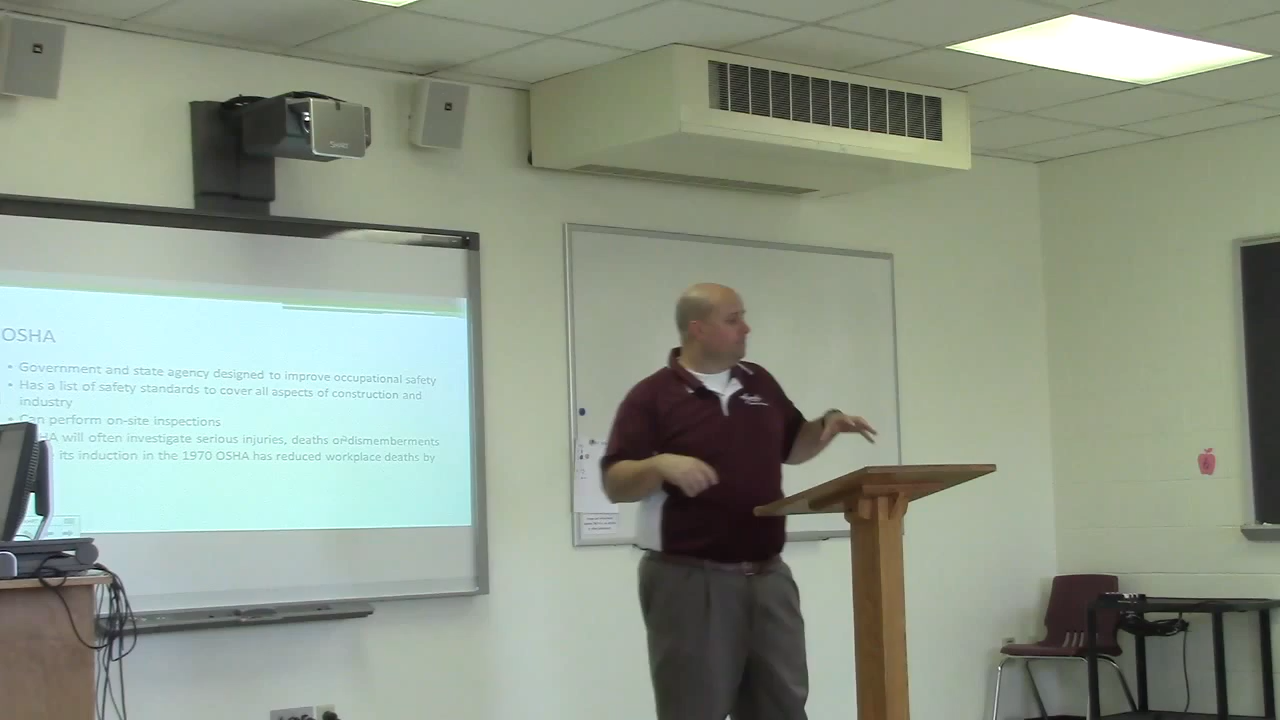 OSHA
• Government and state agency designed to improve occupational safety
• Has a list of safety standards to cover all aspects of construction and
industry
Can perform on-site inspections
will often investigate serious injuries, deaths or dismemberments
its induction in the 1970 OSHA has reduced workplace deaths by
SMART